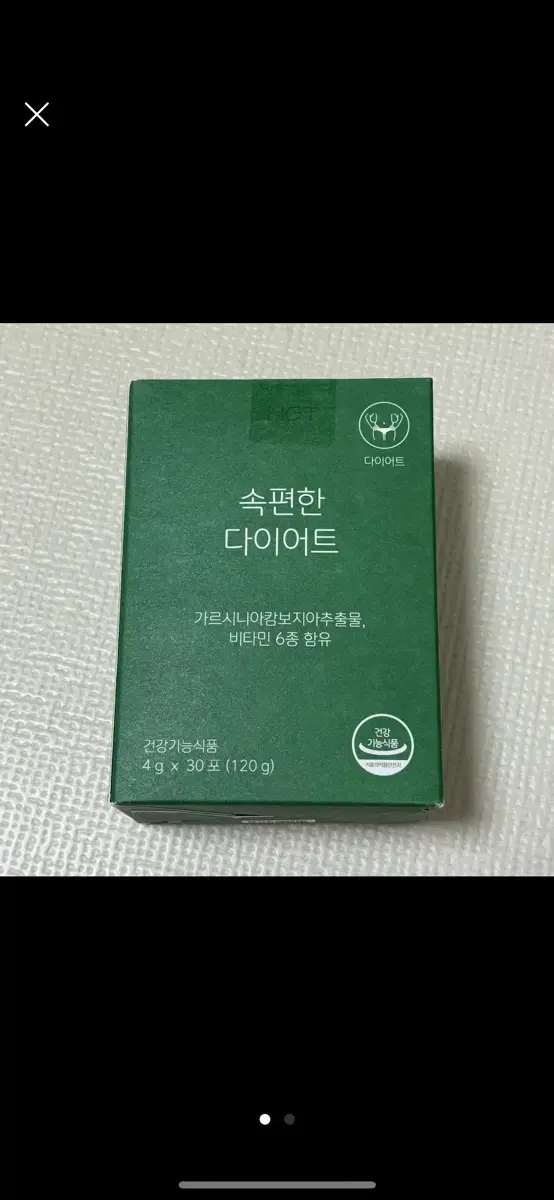 NGT
다이어트
속편한
다이어트
가르시니아캄보지아추출물,
비타민 6종 함유
건강
기능식품
건강기능식품
4 g × 30 포 (120 g)